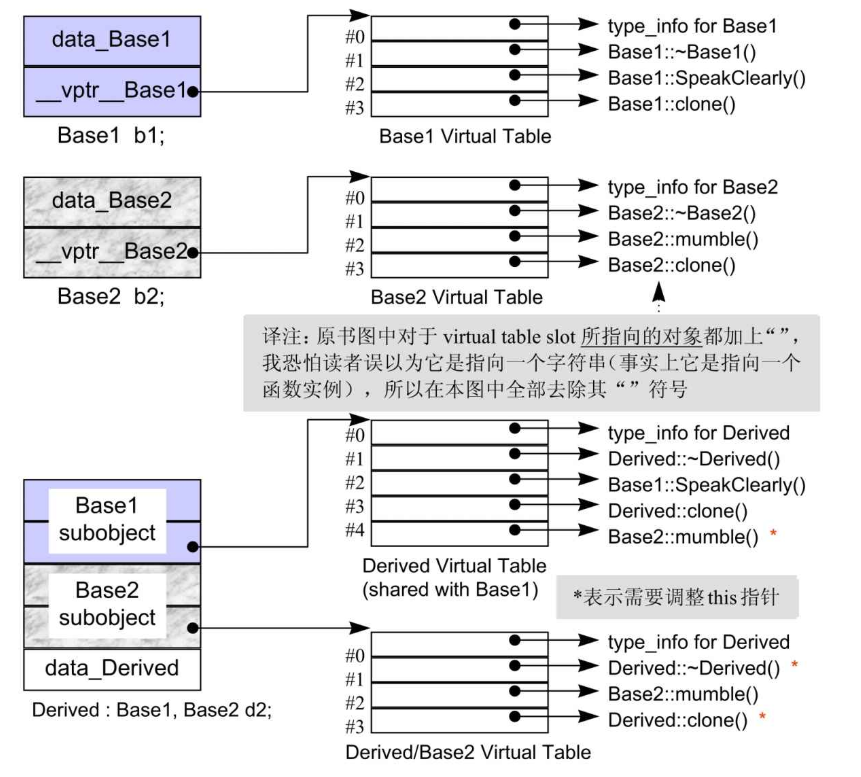 data_Base1
__vptr__Base1
Base1 b1;
#0
#1
#2
#3
type_info for Base1
Base1::~Base1()
Base1::SpeakClearly()
Base1::clone()
Base1 Virtual Table
data_Base2
__vptr__Base2
Base2 b2;
#0
#1
#2
#3
type_info for Base2
Base2::~Base2()
Base2::mumble()
Base2::clone()
Base2 Virtual Table
译注：原书图中对于 virtual table slot 所指向的对象都加上“”，
我恐怕读者误以为它是指向一个字符串（事实上它是指向一个
函数实例），所以在本图中全部去除其“”符号
Base1
subobject
Base2
subobject
data_Derived
Derived : Base1, Base2 d2;
#0
#1
#2
#3
#4
type_info for Derived
Derived::~Derived()
Base1::SpeakClearly()
Derived::clone()
Base2::mumble() *
Derived Virtual Table
(shared with Base1)
*表示需要调整 this 指针
#0
#1
#2
#3
type_info for Derived
Derived::~Derived() *
Base2::mumble()
Derived::clone() *
Derived/Base2 Virtual Table